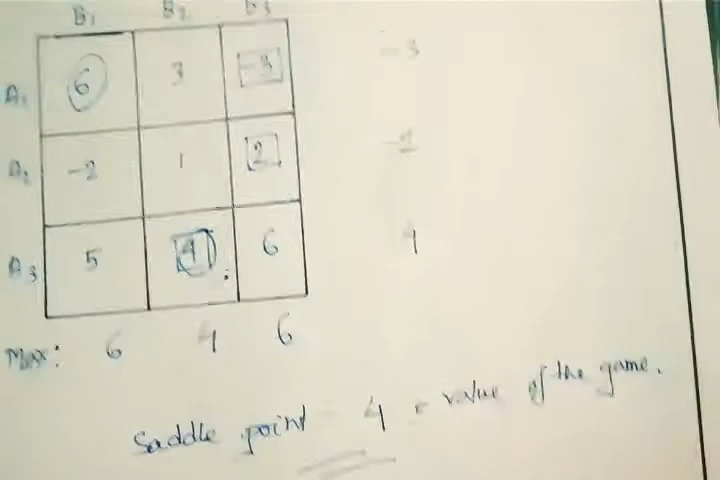 B₁ B₂ B₃
A₁ 6 3 -3 -3
A₂ -2 1 2 -2
A₃ 5 4 6 4
Max: 6 4 6
Saddle point = 4 = value of the game.